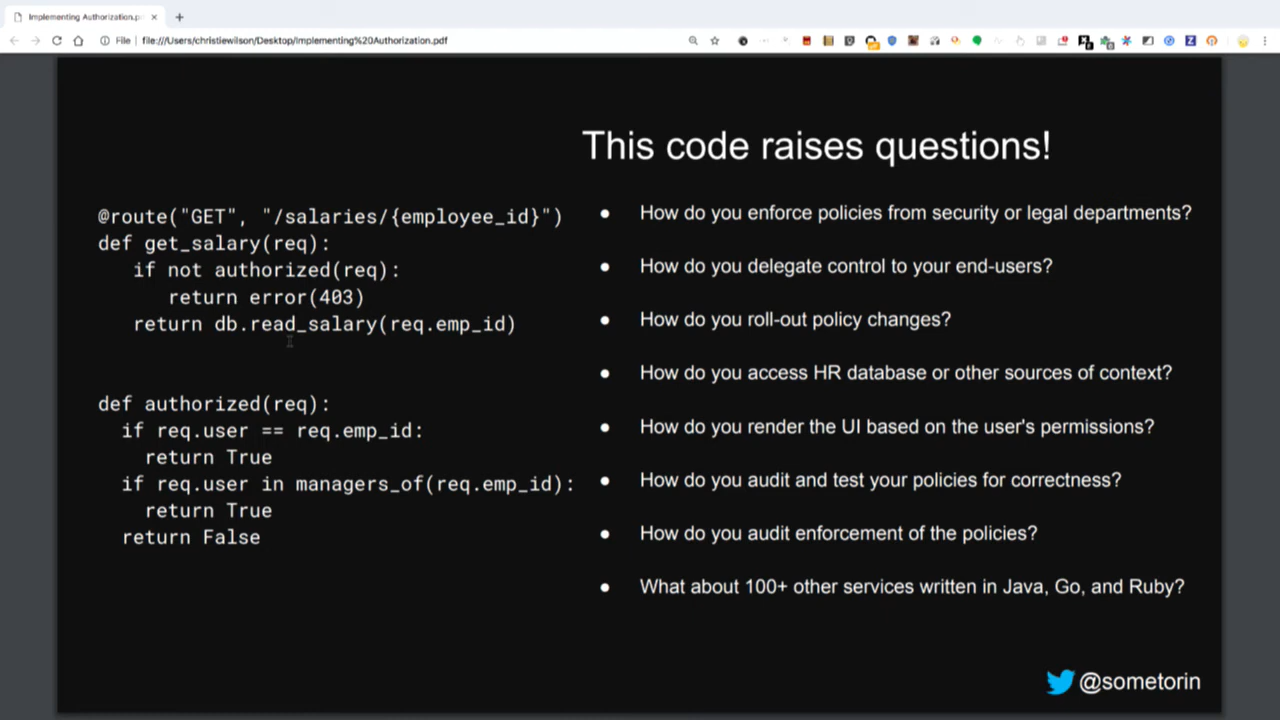 Implementing Authorization.p
File
file:///Users/christiewilson/Desktop/Implementing%20Authorization.pdf
This code raises questions!
@route("GET", "/salaries/{employee_id}")
def get_salary(req):
if not authorized(req):
return error(403)
return db.read_salary(req.emp_id)
def authorized(req):
if req.user == req.emp_id:
return True
if req.user in managers_of(req.emp_id):
return True
return False
● How do you enforce policies from security or legal departments?
● How do you delegate control to your end-users?
● How do you roll-out policy changes?
● How do you access HR database or other sources of context?
● How do you render the UI based on the user's permissions?
● How do you audit and test your policies for correctness?
● How do you audit enforcement of the policies?
● What about 100+ other services written in Java, Go, and Ruby?
@sometorin